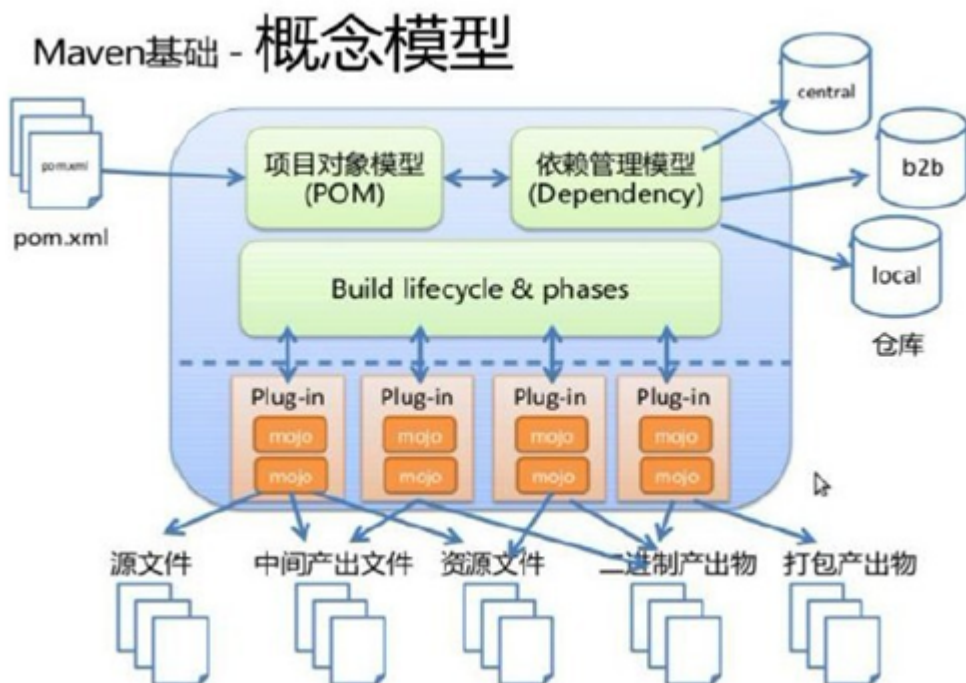 Maven基础 - 概念模型
central
pom.xml
项目对象模型
(POM)
依赖管理模型
(Dependency)
b2b
pom.xml
local
Build lifecycle & phases
仓库
Plug-in
Plug-in
Plug-in
Plug-in
mojo
mojo
mojo
mojo
mojo
mojo
mojo
mojo
源文件
中间产出文件
资源文件
二进制产出物
打包产出物